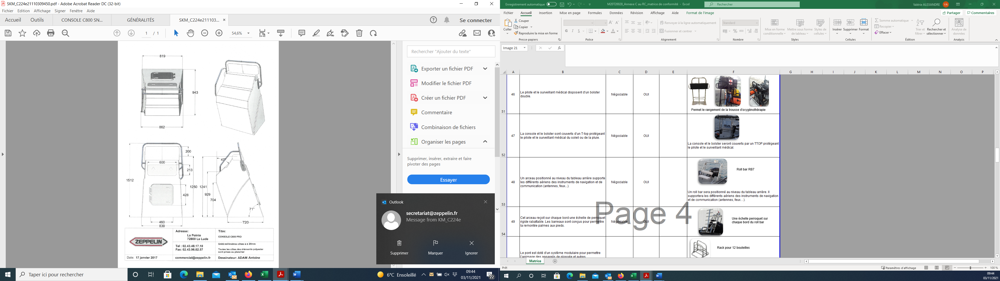 SKM_C224e21110309450.pdf - Adobe Acrobat Reader DC (32-bit)
Fichier Edition Affichage Signer Fenêtre Aide
Accueil Outils CONSOLE C800 SN... GÉNÉRALITÉS SKM_C224e211103... × Se connecter
1 / 1 54,6%
819
943
862
200
600
213
1512
1250
428
460
839
47°
1241
929
704
71°
720
ZEPPELIN
Adresse:
La Pointe
72800 Le Lude
Tel : 02.43.48.17.10
Fax: 02.43.96.02.57
Titre:
CONSOLE C800 PRO
Unité:millimètres côtes à ± 20mm
Toutes les côtes des éléments polyester
sont prises au plancher
Date: 17 janvier 2017
commercial@zeppelin.fr
Dessinateur: ADAM Antoine
Rechercher "Ajouter du texte"
Exporter un fichier PDF
Modifier le fichier PDF
Créer un fichier PDF
Commentaire
Combinaison de fichiers
Organiser les pages
Supprimer, insérer, extraire et faire
pivoter des pages
Essayer
Outlook
secretariat@zeppelin.fr
Message from KM_C224e
Supprimer Marquer Ignorer
Taper ici pour rechercher
6°C Ensoleillé
09:44
03/11/2021
22
Enregistrement automatique
M20T20028_Annexe C au RC_matrice de conformité - Excel
Rechercher
Valérie ALEXANDRE VA
Fichier Accueil Insertion Mise en page Formules Données Révision Affichage Aide Format de l'image
Partager Commentaires
Coller
Couper
Copier
Reproduire la mise en forme
Presse-papiers
G I S
Police
Renvoyer à la ligne automatiquement
Fusionner et centrer
Alignement
Standard
Nombre
Mise en forme
conditionnelle
Mettre sous forme
de tableau
Styles de
cellules
Styles
Insérer Supprimer Format
Cellules
Somme automatique
Recopier
Effacer
Trier et
filtrer
Rechercher et
sélectionner
Édition
Analyse de
données
Analysis
Image 21
A B C D E F G H I J K L M N O P
46
Le pilote et le surveillant médical disposent d'un bolster
double.
Négociable
OUI
Permet le rangement de la trousse d'oxygénothérapie
51
47
La console et le bolster sont couverts d'un T-top protégeant
le pilote et le surveillant médical du soleil ou de la pluie.
Négociable
OUI
La console et le bolster seront couverts par un TTOP protégeant
le pilote et le surveillant médical.
52
48
Un arceau positionné au niveau du tableau arrière supporte
les différents aériens des instruments de navigation et de
communication (antennes, feux...).
Négociable
OUI
Roll bar RB7
Un roll bar sera positionné au niveau du tableau arrière. Il
supportera les différents aériens des instruments de navigation
et de communication (antennes, feux...).
53
Page 4
49
Cet arceau reçoit sur chaque bord une échelle de perroquet
rigide rabattable. Les barreaux sont conçus pour permettre
la remontée palmes aux pieds.
Négociable
OUI
Une échelle perroquet sur
chaque bord du roll bar
54
Le pont est doté d'un système modulaire pour permettre
l'arrimage des appareils de plongée et autres
Rack pour 12 bouteilles
Matrice
Prêt
Paramètres d'affichage
100 %
09:44
03/11/2021